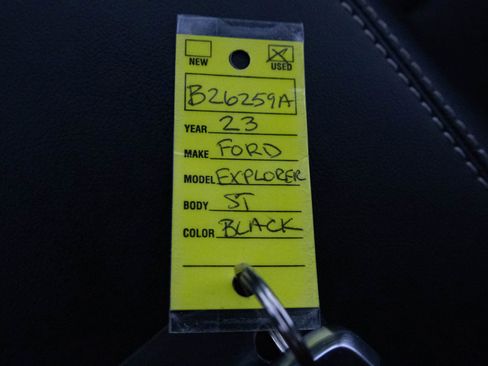 NEW USED
B26259A
YEAR 23
MAKE FORD
MODEL EXPLORER
BODY ST
COLOR BLACK